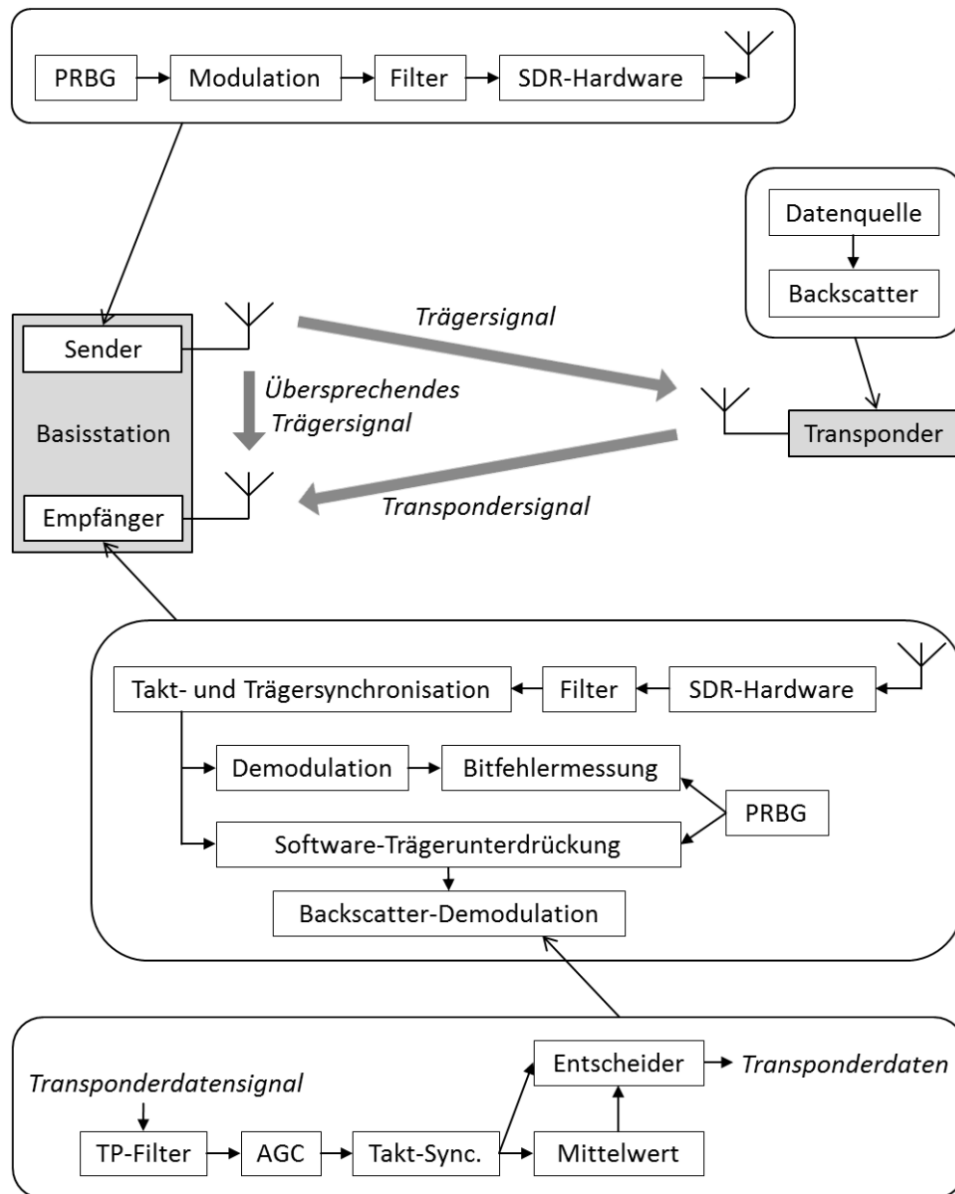 PRBG
Modulation
Filter
SDR-Hardware
Datenquelle
Backscatter
Trägersignal
Sender
Übersprechendes
Trägersignal
Basisstation
Transponder
Transpondersignal
Empfänger
Takt- und Trägersynchronisation
Filter
SDR-Hardware
Demodulation
Bitfehlermessung
PRBG
Software-Trägerunterdrückung
Backscatter-Demodulation
Transponderdatensignal
Entscheider
Transponderdaten
TP-Filter
AGC
Takt-Sync.
Mittelwert